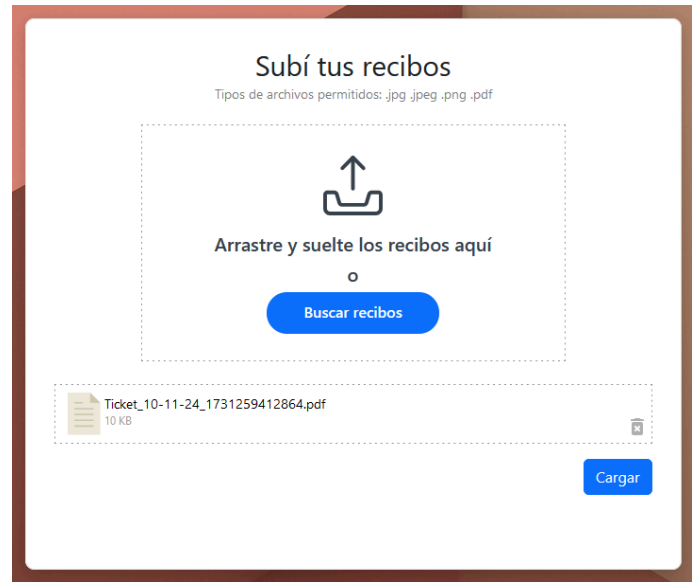 Subí tus recibos
Tipos de archivos permitidos: .jpg .jpeg .png .pdf
Arrastre y suelte los recibos aquí
o
Buscar recibos
Ticket_10-11-24_1731259412864.pdf
10 KB
Cargar